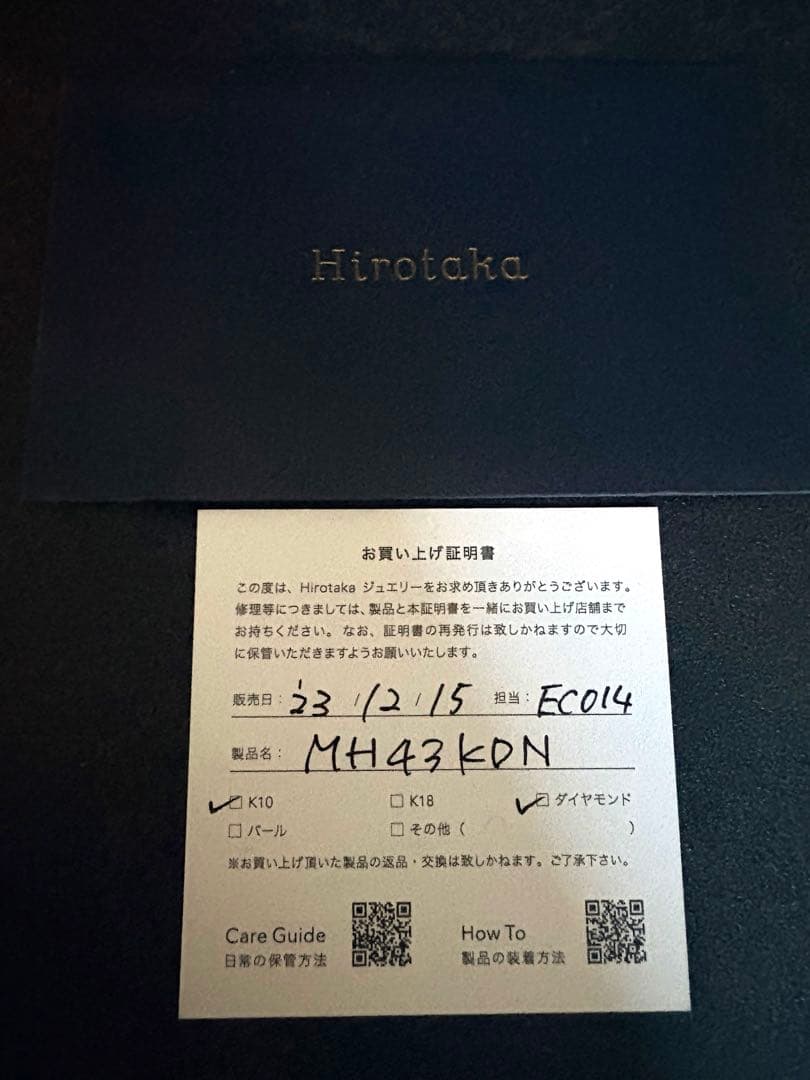 Hirotaka
お買い上げ証明書
この度は、Hirotaka ジュエリーをお求め頂きありがとうございます。
修理等につきましては、製品と本証明書を一緒にお買い上げ店舗まで
お持ちください。なお、証明書の再発行は致しかねますので大切
に保管いただきますようお願いいたします。
販売日: '23 / 12 / 15 担当: EC014
製品名: MH43KDN
✓□ K10 □ K18 ✓□ ダイヤモンド
□ パール □ その他 ( )
※お買い上げ頂いた製品の返品・交換は致しかねます。ご了承下さい。
Care Guide How To
日常の保管方法 製品の装着方法